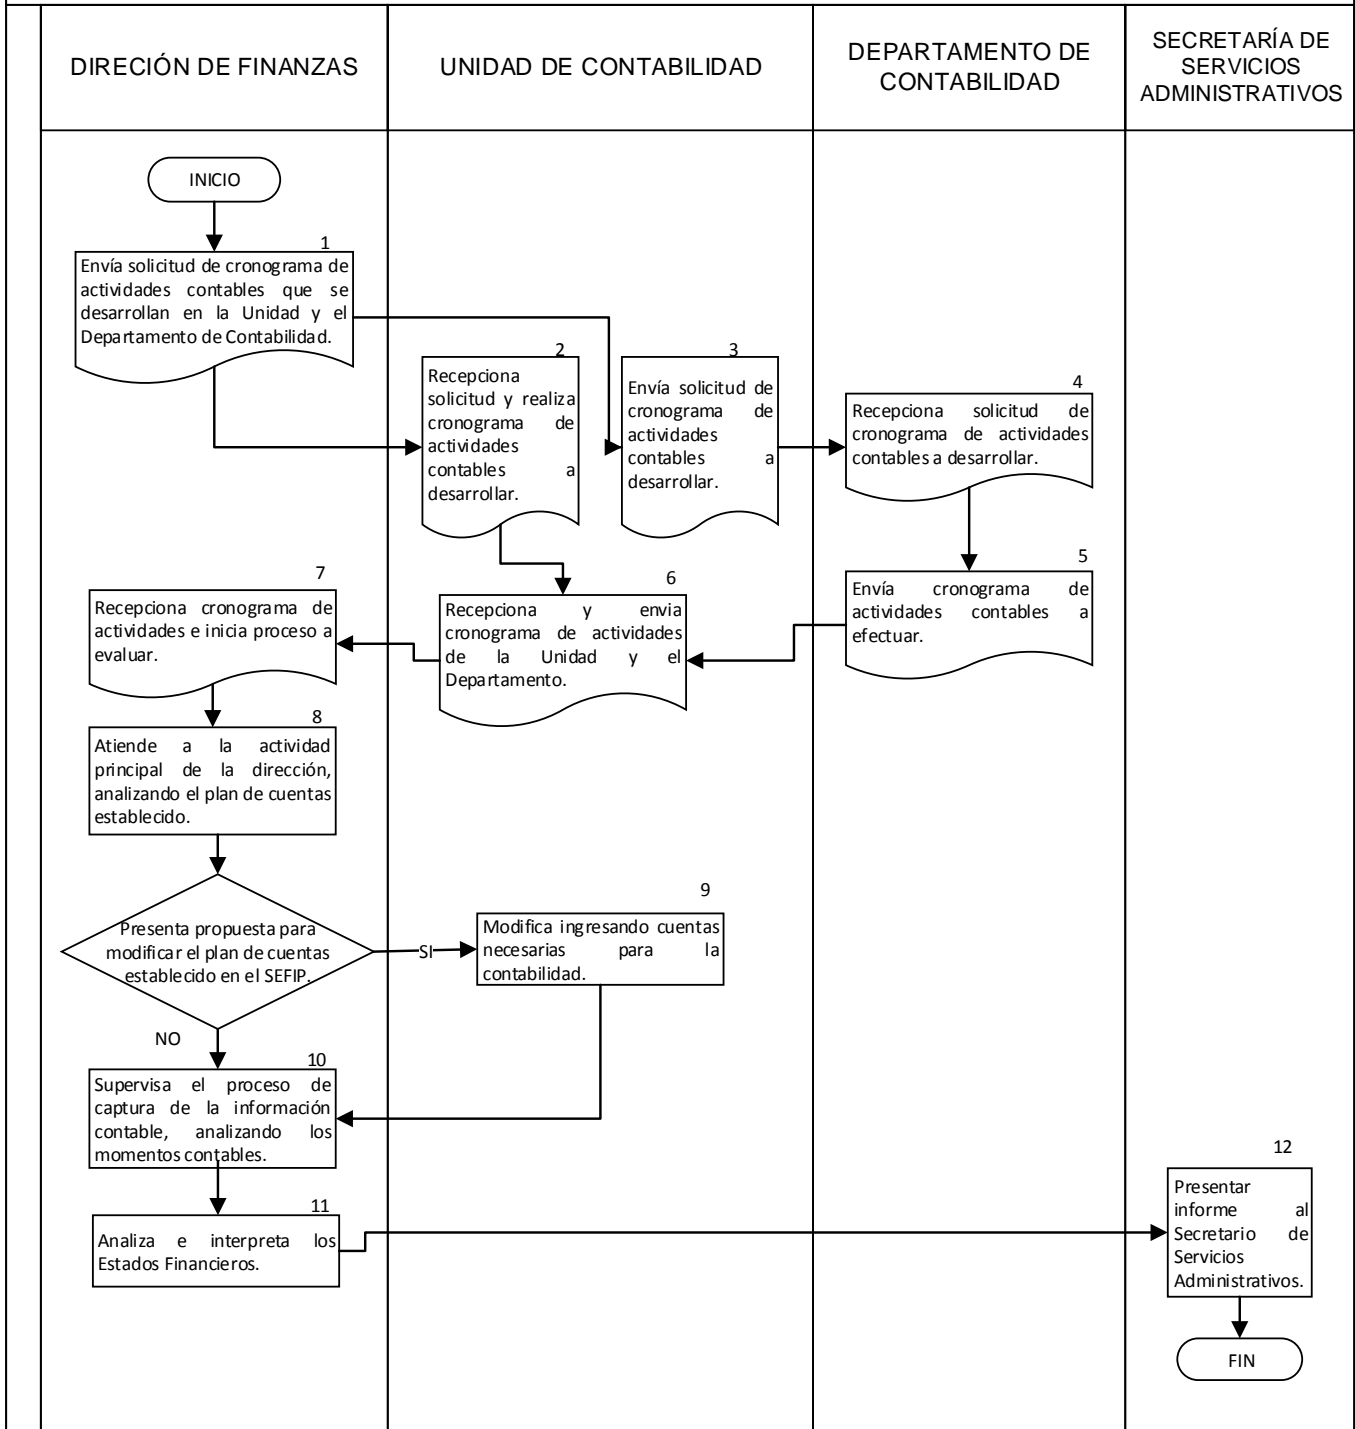 DIRECIÓN DE FINANZAS
UNIDAD DE CONTABILIDAD
DEPARTAMENTO DE
CONTABILIDAD
SECRETARÍA DE
SERVICIOS
ADMINISTRATIVOS
INICIO
1
Envía solicitud de cronograma de
actividades contables que se
desarrollan en la Unidad y el
Departamento de Contabilidad.
2
Recepciona
solicitud y realiza
cronograma de
actividades
contables a
desarrollar.
3
Envía solicitud de
cronograma de
actividades
contables a
desarrollar.
4
Recepciona solicitud de
cronograma de actividades
contables a desarrollar.
5
Envía cronograma de
actividades contables a
efectuar.
6
Recepciona y envia
cronograma de actividades
de la Unidad y el
Departamento.
7
Recepciona cronograma de
actividades e inicia proceso a
evaluar.
8
Atiende a la actividad
principal de la dirección,
analizando el plan de cuentas
establecido.
Presenta propuesta para
modificar el plan de cuentas
establecido en el SEFIP.
SI
9
Modifica ingresando cuentas
necesarias para la
contabilidad.
NO
10
Supervisa el proceso de
captura de la información
contable, analizando los
momentos contables.
11
Analiza e interpreta los
Estados Financieros.
12
Presentar
informe al
Secretario de
Servicios
Administrativos.
FIN